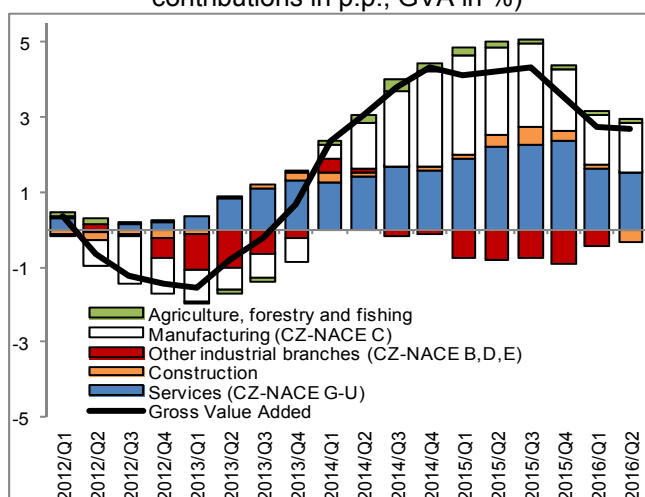 contributions in p.p., GVA in %)
5
3
1
-1
-3
-5
Agriculture, forestry and fishing
Manufacturing (CZ-NACE C)
Other industrial branches (CZ-NACE B,D,E)
Construction
Services (CZ-NACE G-U)
Gross Value Added
2012/Q1
2012/Q2
2012/Q3
2012/Q4
2013/Q1
2013/Q2
2013/Q3
2013/Q4
2014/Q1
2014/Q2
2014/Q3
2014/Q4
2015/Q1
2015/Q2
2015/Q3
2015/Q4
2016/Q1
2016/Q2